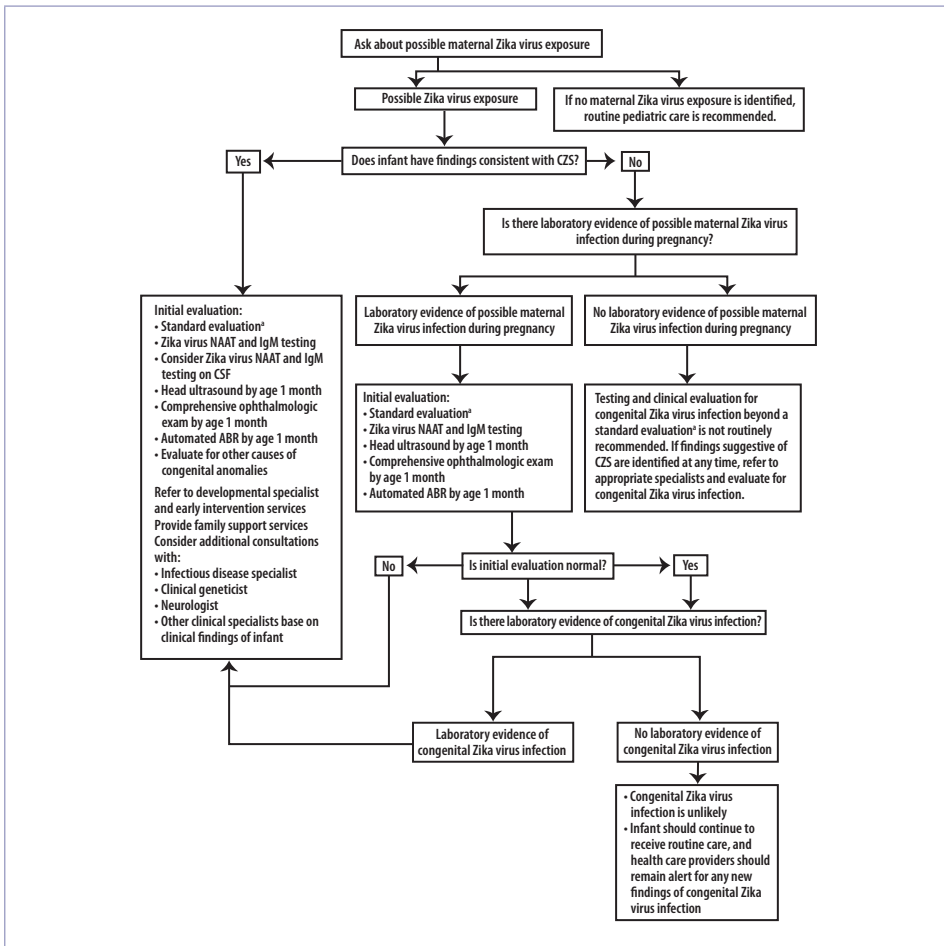 Ask about possible maternal Zika virus exposure
Possible Zika virus exposure
If no maternal Zika virus exposure is identified,
routine pediatric care is recommended.
Yes
Does infant have findings consistent with CZS?
No
Is there laboratory evidence of possible maternal Zika virus
infection during pregnancy?
Initial evaluation:
• Standard evaluationᵃ
• Zika virus NAAT and IgM testing
• Consider Zika virus NAAT and IgM
testing on CSF
• Head ultrasound by age 1 month
• Comprehensive ophthalmologic
exam by age 1 month
• Automated ABR by age 1 month
• Evaluate for other causes of
congenital anomalies
Refer to developmental specialist
and early intervention services
Provide family support services
Consider additional consultations
with:
• Infectious disease specialist
• Clinical geneticist
• Neurologist
• Other clinical specialists base on
clinical findings of infant
Laboratory evidence of possible maternal
Zika virus infection during pregnancy
No laboratory evidence of possible maternal
Zika virus infection during pregnancy
Initial evaluation:
• Standard evaluationᵃ
• Zika virus NAAT and IgM testing
• Head ultrasound by age 1 month
• Comprehensive ophthalmologic exam
by age 1 month
• Automated ABR by age 1 month
Testing and clinical evaluation for
congenital Zika virus infection beyond a
standard evaluationᵃ is not routinely
recommended. If findings suggestive of
CZS are identified at any time, refer to
appropriate specialists and evaluate for
congenital Zika virus infection.
No
Is initial evaluation normal?
Yes
Is there laboratory evidence of congenital Zika virus infection?
Laboratory evidence of
congenital Zika virus infection
No laboratory evidence of
congenital Zika virus infection
• Congenital Zika virus
infection is unlikely
• Infant should continue to
receive routine care, and
health care providers should
remain alert for any new
findings of congenital Zika
virus infection